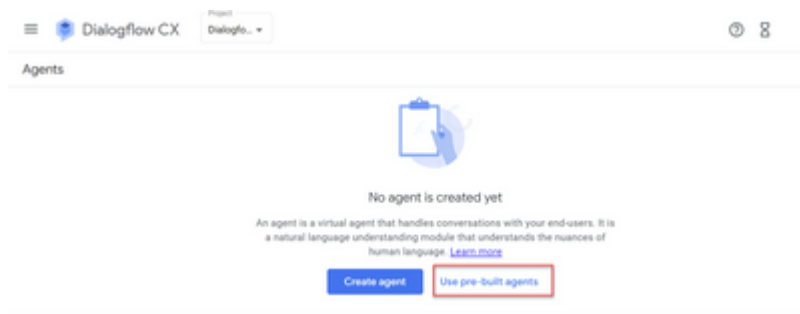 Project
Dialogflow CX
Dialogfo...
Agents
No agent is created yet
An agent is a virtual agent that handles conversations with your end-users. It is
a natural language understanding module that understands the nuances of
human language. Learn more
Create agent
Use pre-built agents